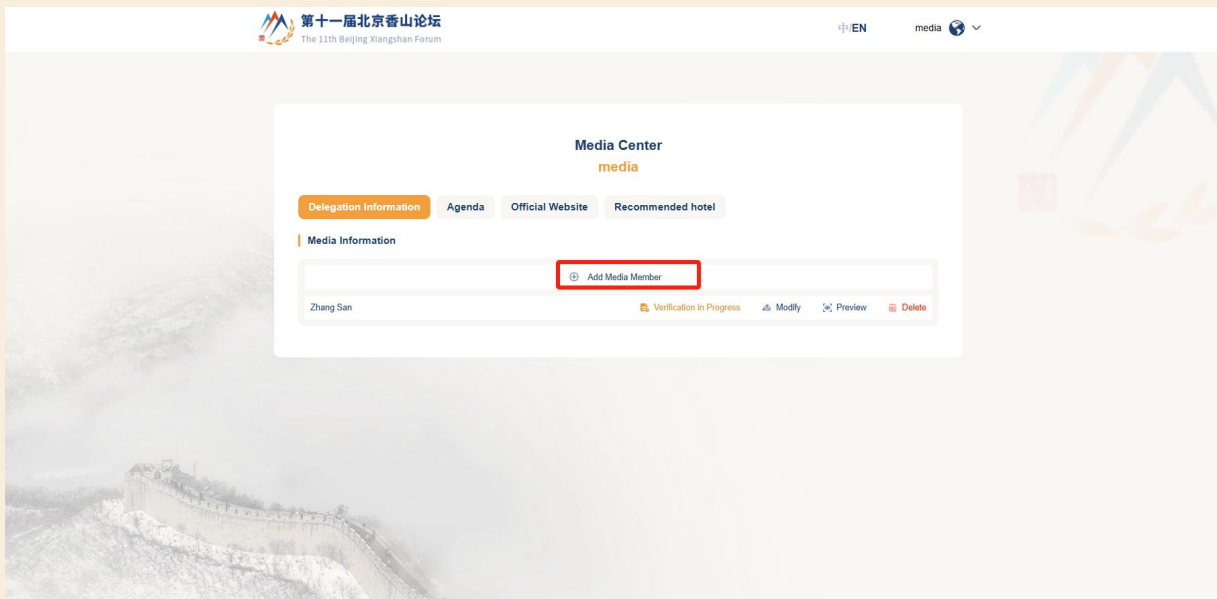 第十一届北京香山论坛
The 11th Beijing Xiangshan Forum
中/EN
media
Media Center
media
Delegation Information
Agenda
Official Website
Recommended hotel
Media Information
Add Media Member
Zhang San
Verification in Progress
Modify
Preview
Delete